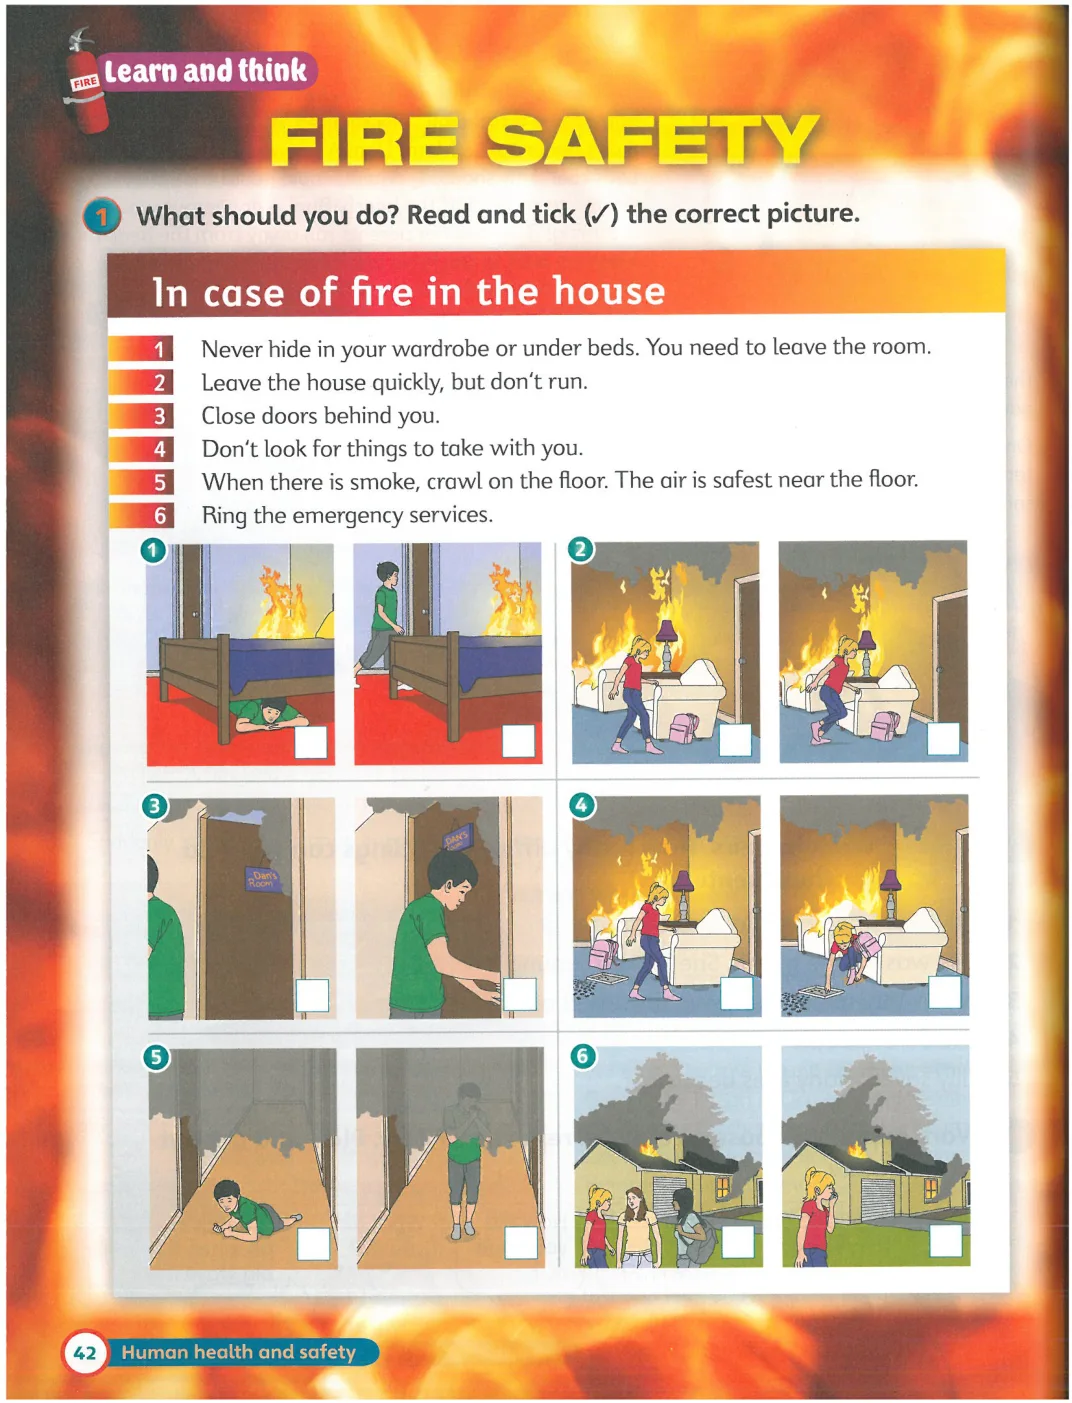 FIRE
Learn and think
FIRE SAFETY
1 What should you do? Read and tick (✓) the correct picture.
In case of fire in the house
1 Never hide in your wardrobe or under beds. You need to leave the room.
2 Leave the house quickly, but don't run.
3 Close doors behind you.
4 Don't look for things to take with you.
5 When there is smoke, crawl on the floor. The air is safest near the floor.
6 Ring the emergency services.
1
2
3
Dan's
Room
DAN'S
4
5
6
42 Human health and safety